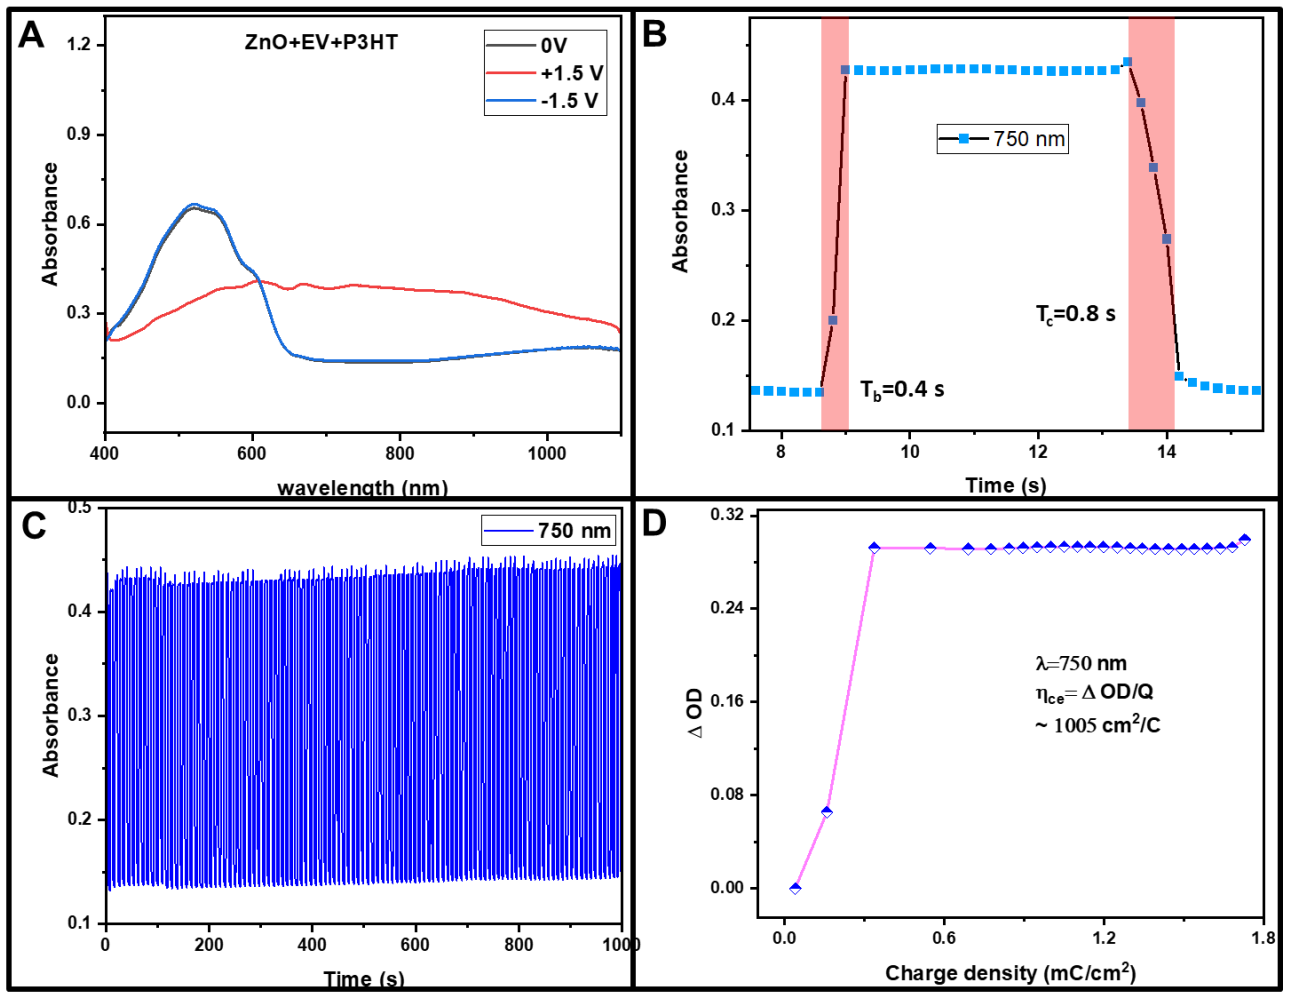 A
ZnO+EV+P3HT
0V
+1.5 V
-1.5 V
1.2
0.9
0.6
0.3
0.0
Absorbance
400
600
800
1000
wavelength (nm)
B
750 nm
T_c=0.8 s
T_b=0.4 s
0.4
0.3
0.2
0.1
Absorbance
8
10
12
14
Time (s)
C
750 nm
0.5
0.4
0.3
0.2
0.1
Absorbance
0
200
400
600
800
1000
Time (s)
D
λ=750 nm
η_ce= Δ OD/Q
~ 1005 cm²/C
0.32
0.24
0.16
0.08
0.00
Δ OD
0.0
0.6
1.2
1.8
Charge density (mC/cm²)